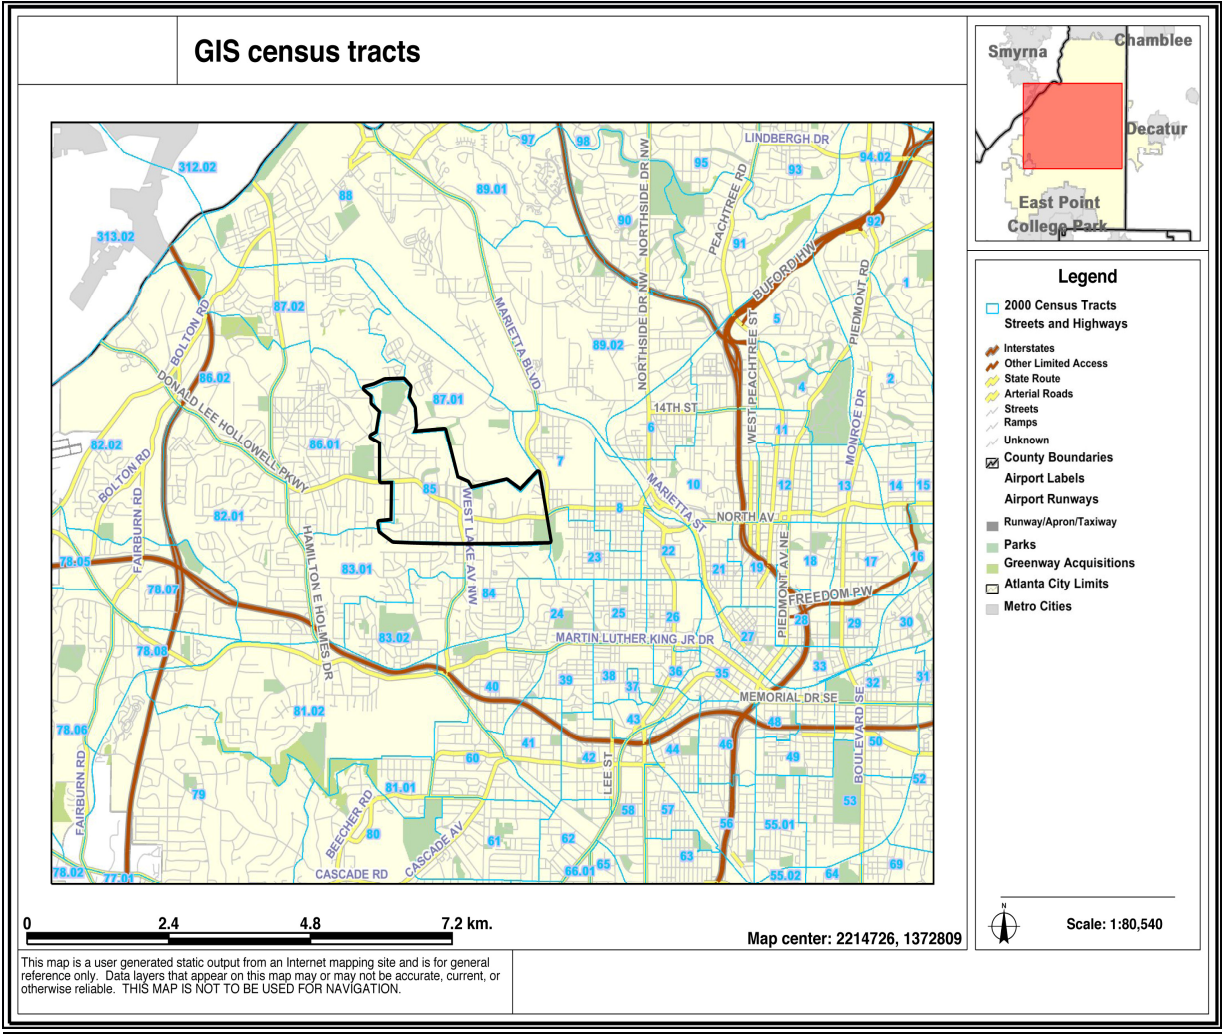 GIS census tracts
Smyrna
Chamblee
Decatur
East Point
College Park
97
98
LINDBERGH DR
312.02
95
93
94.02
88
89.01
NORTHSIDE DR NW
PEACHTREE RD
90
92
313.02
91
BUFORD HW
1
87.02
MARIETTA BLVD
NORTHSIDE DR NW
PIEDMONT RD
BOLTON RD
5
WEST PEACHTREE ST
89.02
86.02
DONALD LEE HOLLOWELL PKWY
87.01
4
2
14TH ST
MONROE DR
6
11
82.02
86.01
7
BOLTON RD
85
MARIETTA ST
10
12
13
14
15
FAIRBURN RD
WEST LAKE AV NW
8
NORTH AV
82.01
HAMILTON E HOLMES DR
PIEDMONT AV NE
78.05
83.01
23
22
21
19
18
17
16
78.07
84
FREEDOM PW
24
25
26
28
29
30
83.02
MARTIN LUTHER KING JR DR
27
78.08
39
38
37
36
35
33
32
31
40
MEMORIAL DR SE
81.02
43
48
BOULEVARD SE
78.06
41
LEE ST
44
46
50
60
42
49
52
FAIRBURN RD
79
81.01
BEECHER RD
58
57
53
80
CASCADE AV
61
62
56
55.01
63
69
78.02
77.01
CASCADE RD
66.01
65
55.02
64
Legend
2000 Census Tracts
Streets and Highways
Interstates
Other Limited Access
State Route
Arterial Roads
Streets
Ramps
Unknown
County Boundaries
Airport Labels
Airport Runways
Runway/Apron/Taxiway
Parks
Greenway Acquisitions
Atlanta City Limits
Metro Cities
N
Scale: 1:80,540
0 2.4 4.8 7.2 km.
Map center: 2214726, 1372809
This map is a user generated static output from an Internet mapping site and is for general
reference only. Data layers that appear on this map may or may not be accurate, current, or
otherwise reliable. THIS MAP IS NOT TO BE USED FOR NAVIGATION.